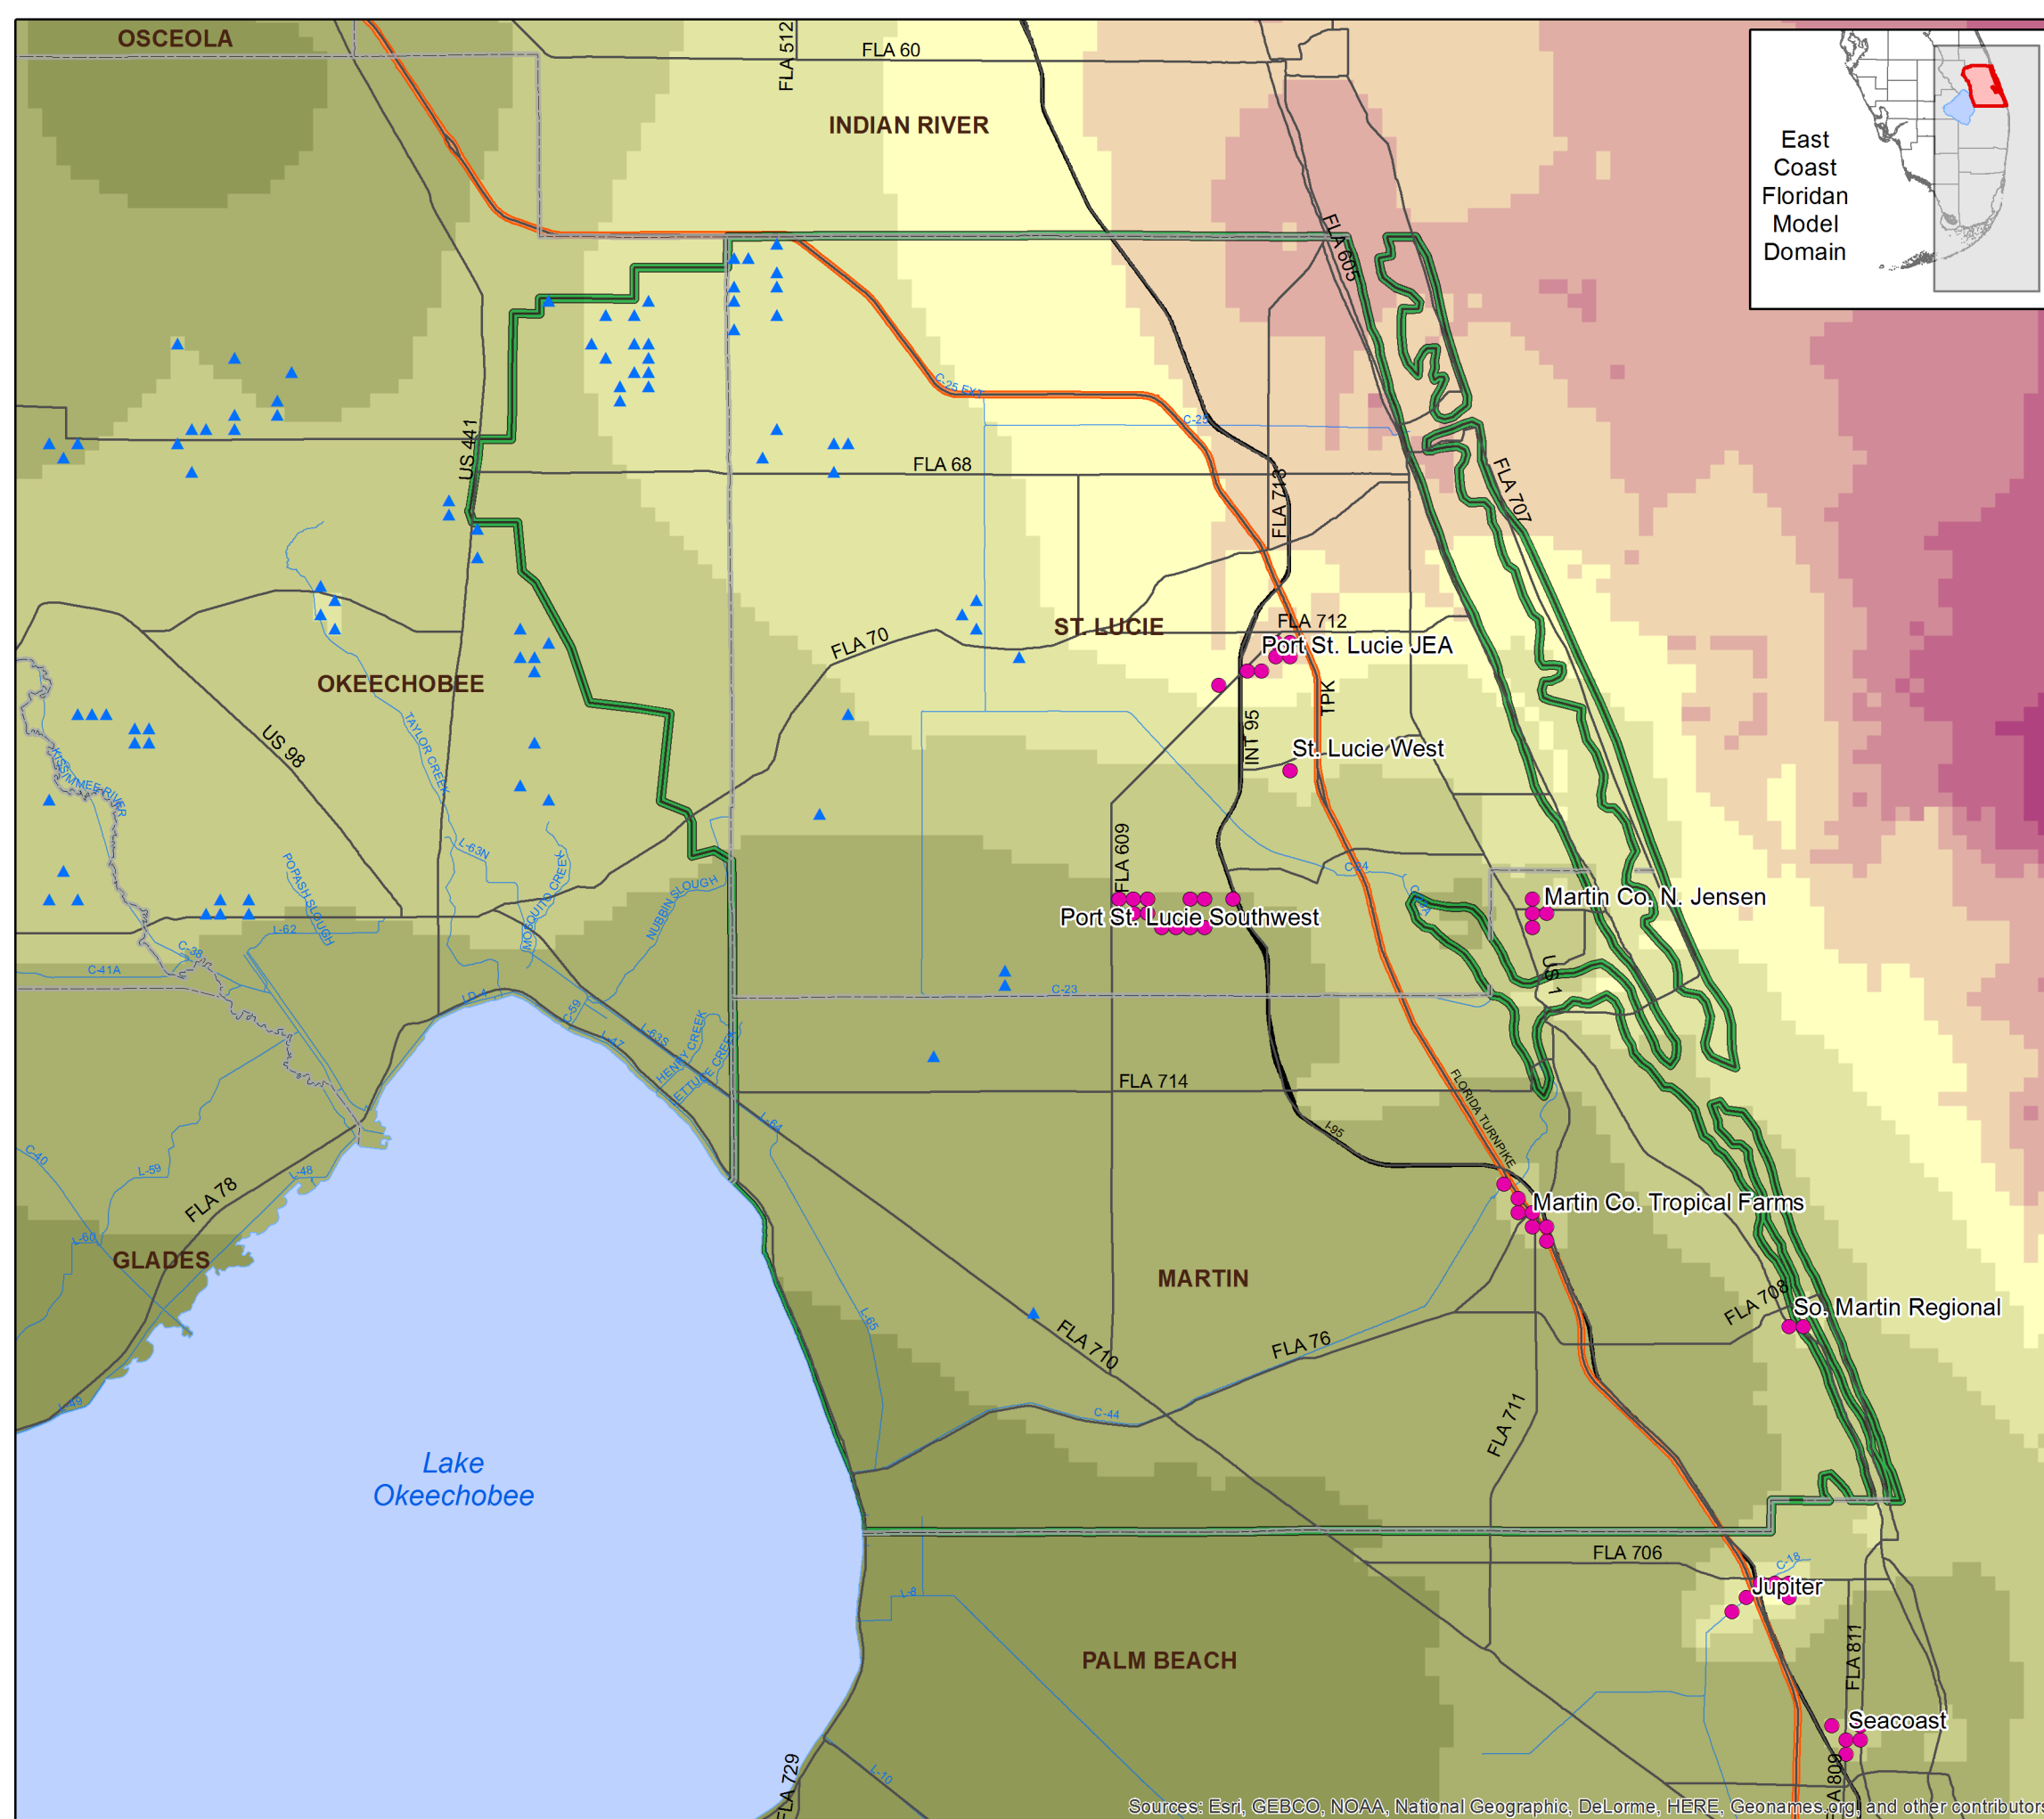 OSCEOLA
FLA 512
FLA 60
INDIAN RIVER
East
Coast
Floridan
Model
Domain
FLA 605
C-25 EXT
C-25
US 441
FLA 68
FLA 713
FLA 707
ST. LUCIE
FLA 712
FLA 70
Port St. Lucie JEA
OKEECHOBEE
TPK
US 98
TAYLOR CREEK
INT 95
St. Lucie West
KISSIMMEE RIVER
L-63N
FLA 609
C-24
POPASH SLOUGH
MOSQUITO CREEK
NUBBIN SLOUGH
Martin Co. N. Jensen
Port St. Lucie Southwest
L-62
C-38
C-41A
US 1
LD-4
C-23
C-59
L-47
L-63S
HENRY CREEK
LETTUCE CREEK
FLA 714
FLORIDA TURNPIKE
L-64
I-95
C-40
L-59
L-48
FLA 78
Martin Co. Tropical Farms
L-60
GLADES
MARTIN
FLA 708
So. Martin Regional
L-65
FLA 710
FLA 76
L-49
C-44
FLA 711
Lake
Okeechobee
FLA 706
C-18
Jupiter
L-8
PALM BEACH
FLA 811
Seacoast
FLA 729
L-10
FLA 809
Sources: Esri, GEBCO, NOAA, National Geographic, DeLorme, HERE, Geonames.org, and other contributo